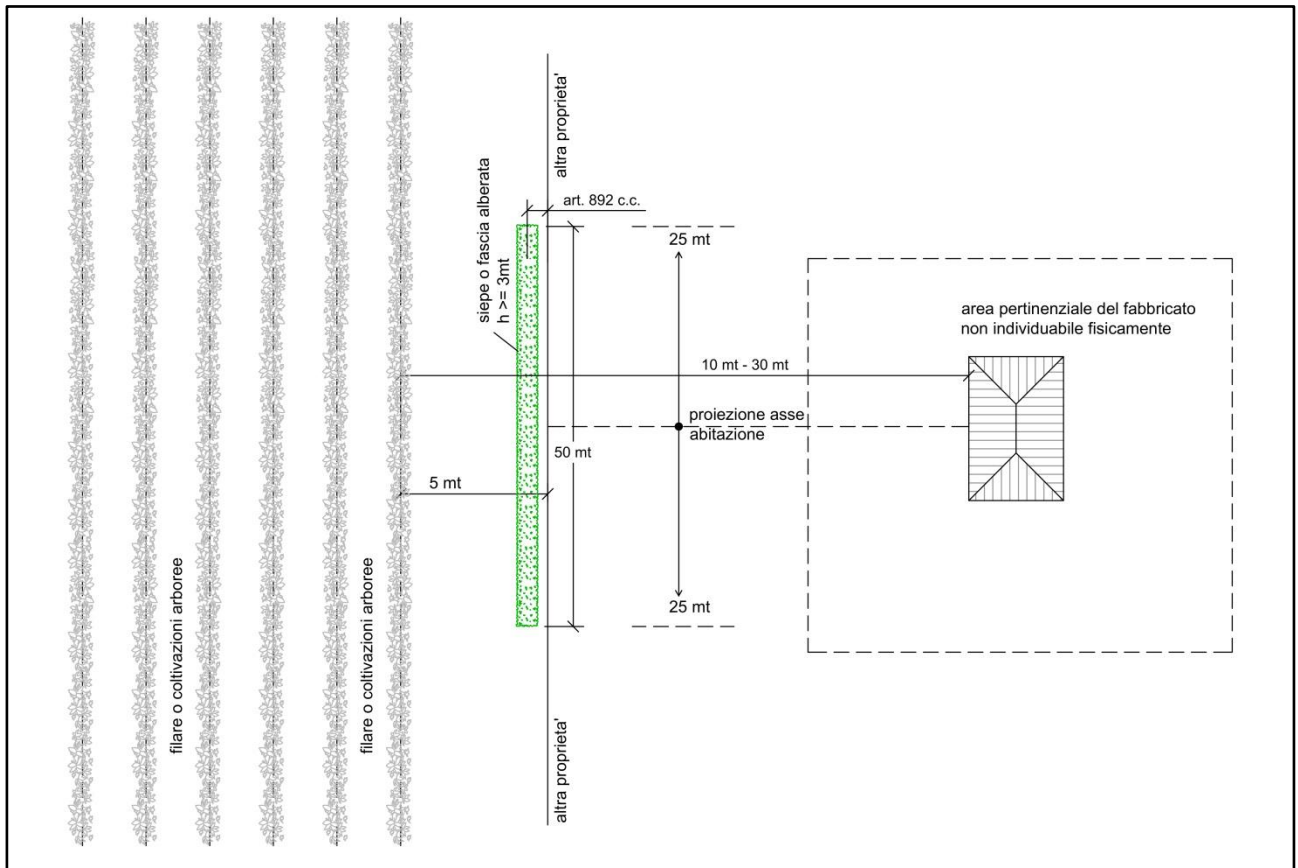 altra proprieta'
art. 892 c.c.
siepe o fascia alberata
h >= 3mt
25 mt
area pertinenziale del fabbricato
non individuabile fisicamente
10 mt - 30 mt
proiezione asse
abitazione
50 mt
5 mt
25 mt
filare o coltivazioni arboree
filare o coltivazioni arboree
altra proprieta'